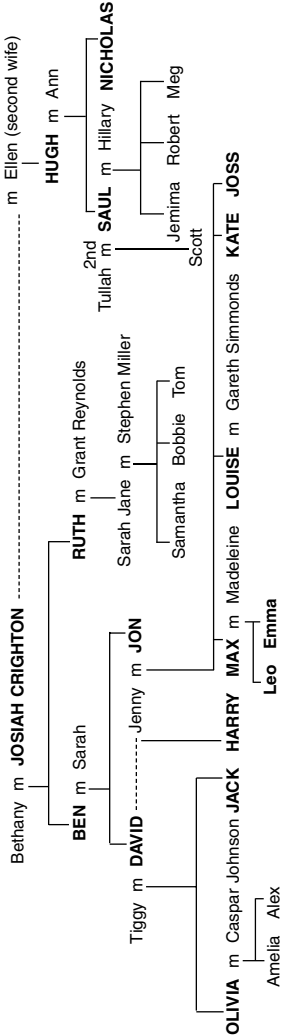 Bethany m JOSIAH CRIGHTON m Ellen (second wife)
BEN m Sarah RUTH m Grant Reynolds HUGH m Ann
Tiggy m DAVID Jenny m JON Sarah Jane m Stephen Miller Tullah m 2nd SAUL m Hillary NICHOLAS
Samantha Bobbie Tom Scott Jemima Robert Meg
OLIVIA m Caspar Johnson JACK HARRY MAX m Madeleine LOUISE m Gareth Simmonds KATE JOSS
Amelia Alex Leo Emma